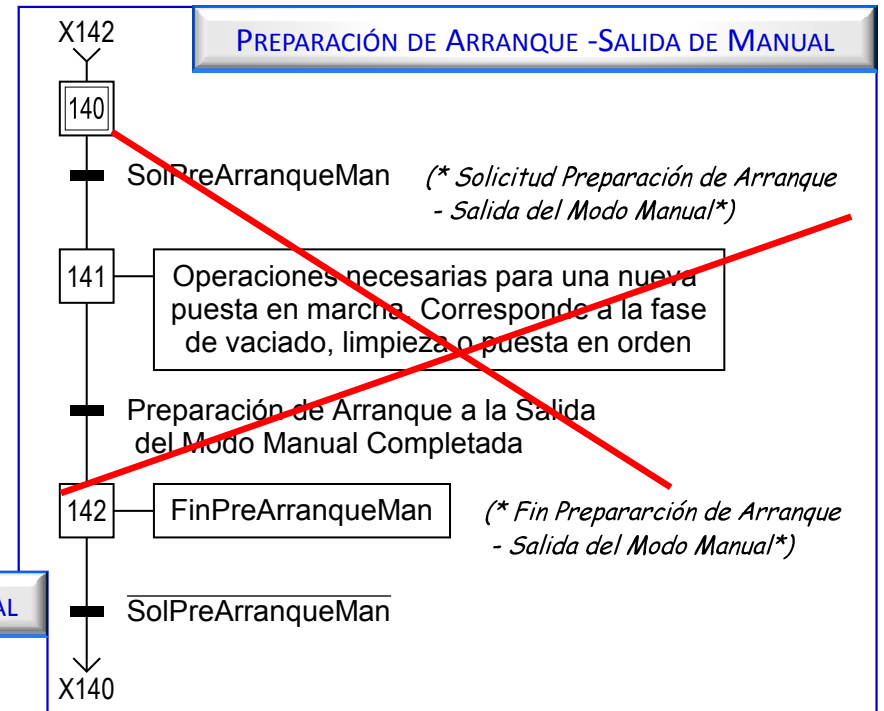 X142
PREPARACIÓN DE ARRANQUE -SALIDA DE MANUAL
140
SolPreArranqueMan (* Solicitud Preparación de Arranque
- Salida del Modo Manual*)
141
Operaciones necesarias para una nueva
puesta en marcha. Corresponde a la fase
de vaciado, limpieza o puesta en orden
Preparación de Arranque a la Salida
del Modo Manual Completada
142 FinPreArranqueMan (* Fin Prepararción de Arranque
- Salida del Modo Manual*)
AL
SolPreArranqueMan
X140